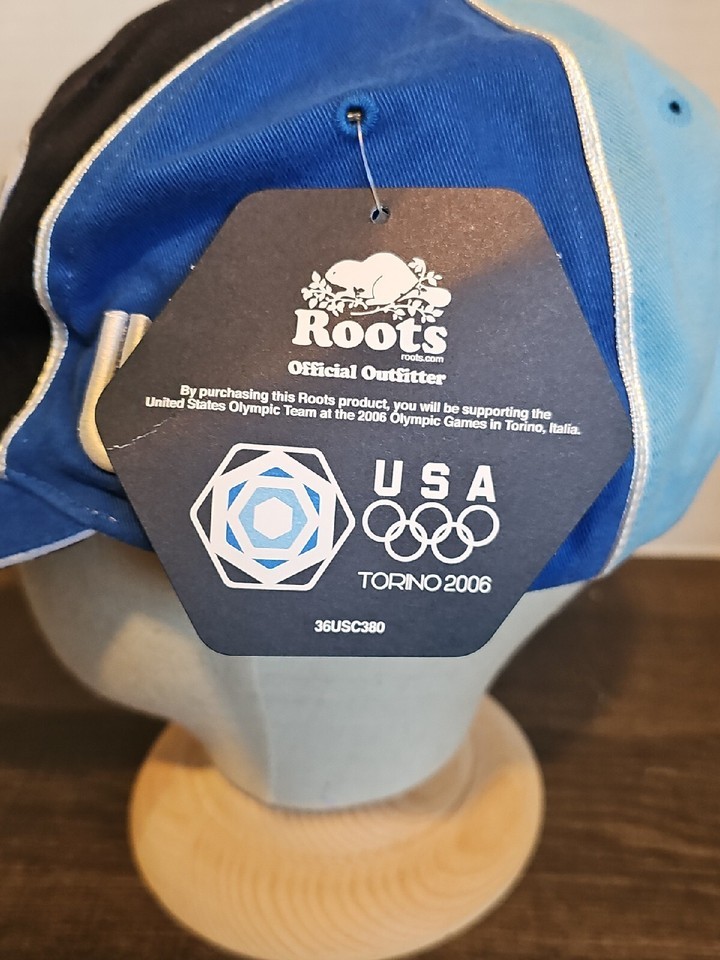 Roots
roots.com
Official Outfitter
By purchasing this Roots product, you will be supporting the
United States Olympic Team at the 2006 Olympic Games in Torino, Italia.
USA
TORINO 2006
36USC380